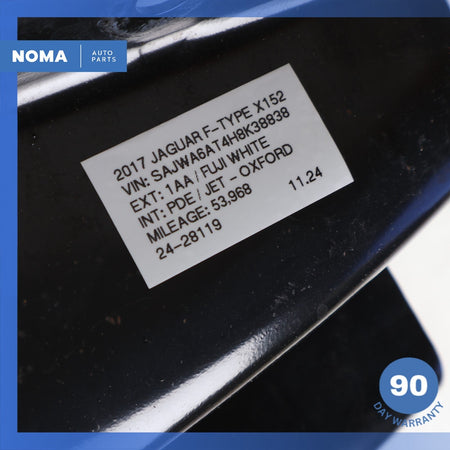 NOMA
AUTO
PARTS
2017 JAGUAR F-TYPE X152
VIN: SAJWA6AT4H8K38838
EXT: 1AA / FUJI WHITE
INT: PDE / JET - OXFORD
MILEAGE: 53,968 11.24
24-28119
90
DAY WARRANTY